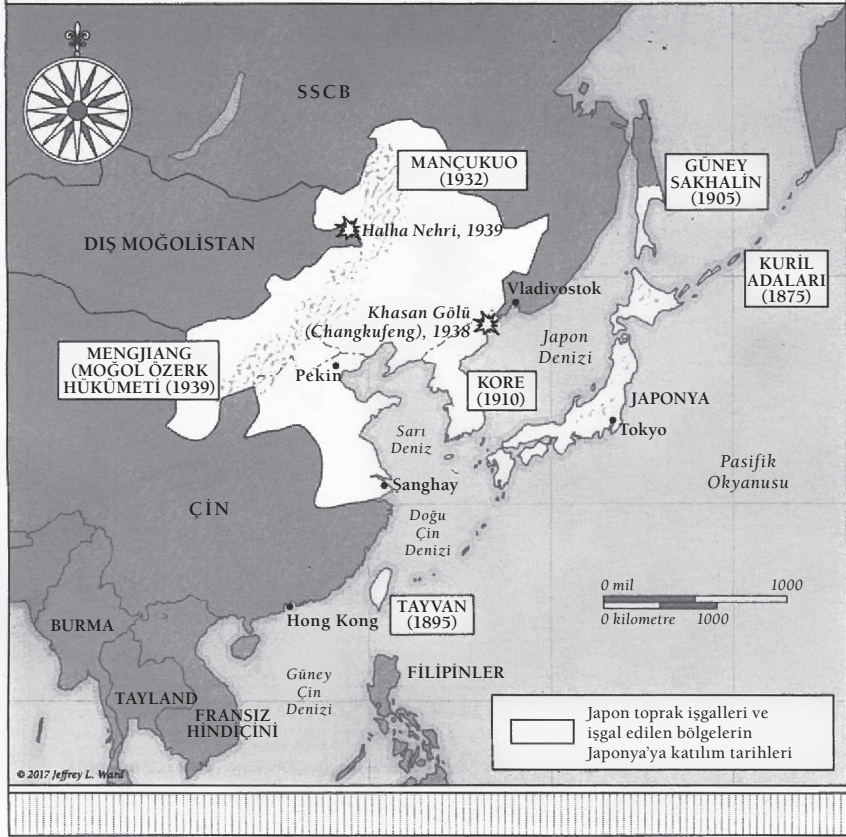 SSCB
MANÇUKUO
(1932)
GÜNEY
SAKHALİN
(1905)
Halha Nehri, 1939
DIŞ MOĞOLİSTAN
KURİL
ADALARI
(1875)
Vladivostok
Khasan Gölü
(Changkufeng), 1938
Japon
Denizi
MENGJIANG
(MOĞOL ÖZERK
HÜKÜMETİ (1939)
Pekin
KORE
(1910)
JAPONYA
Tokyo
Sarı
Deniz
Pasifik
Okyanusu
Şanghay
ÇİN
Doğu
Çin
Denizi
0 mil 1000
0 kilometre 1000
Hong Kong
TAYVAN
(1895)
BURMA
FİLİPİNLER
Güney
Çin
Denizi
TAYLAND
FRANSIZ
HİNDİÇİNİ
Japon toprak işgalleri ve
işgal edilen bölgelerin
Japonya'ya katılım tarihleri
© 2017 Jeffrey L. Ward